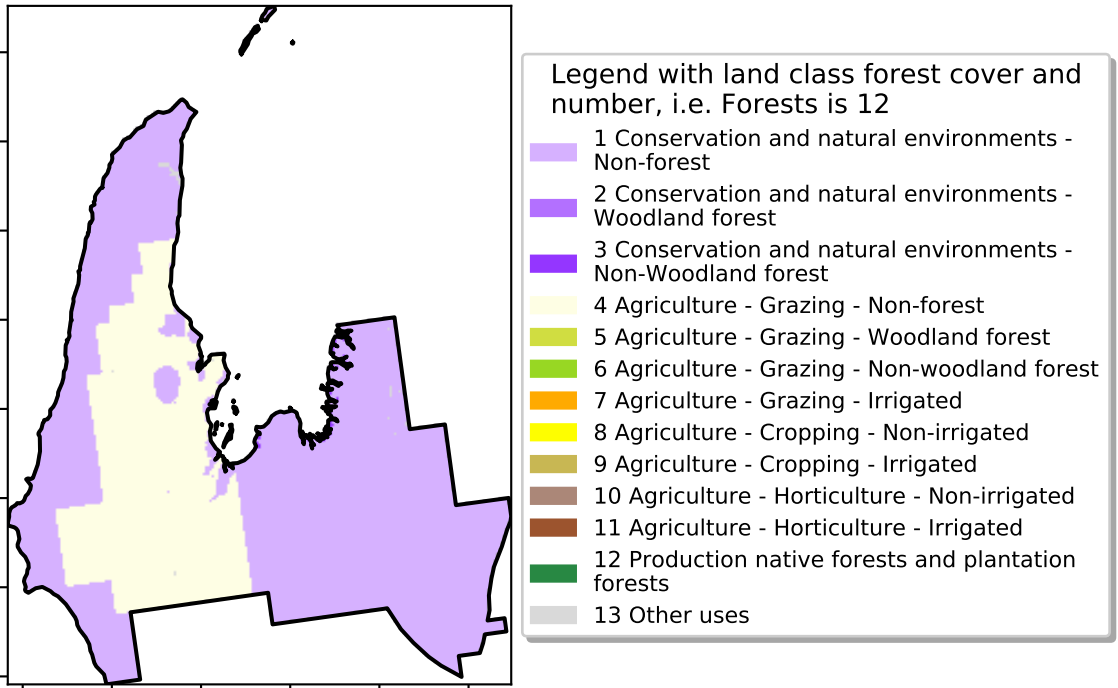 Legend with land class forest cover and
number, i.e. Forests is 12
1 Conservation and natural environments -
Non-forest
2 Conservation and natural environments -
Woodland forest
3 Conservation and natural environments -
Non-Woodland forest
4 Agriculture - Grazing - Non-forest
5 Agriculture - Grazing - Woodland forest
6 Agriculture - Grazing - Non-woodland forest
7 Agriculture - Grazing - Irrigated
8 Agriculture - Cropping - Non-irrigated
9 Agriculture - Cropping - Irrigated
10 Agriculture - Horticulture - Non-irrigated
11 Agriculture - Horticulture - Irrigated
12 Production native forests and plantation
forests
13 Other uses